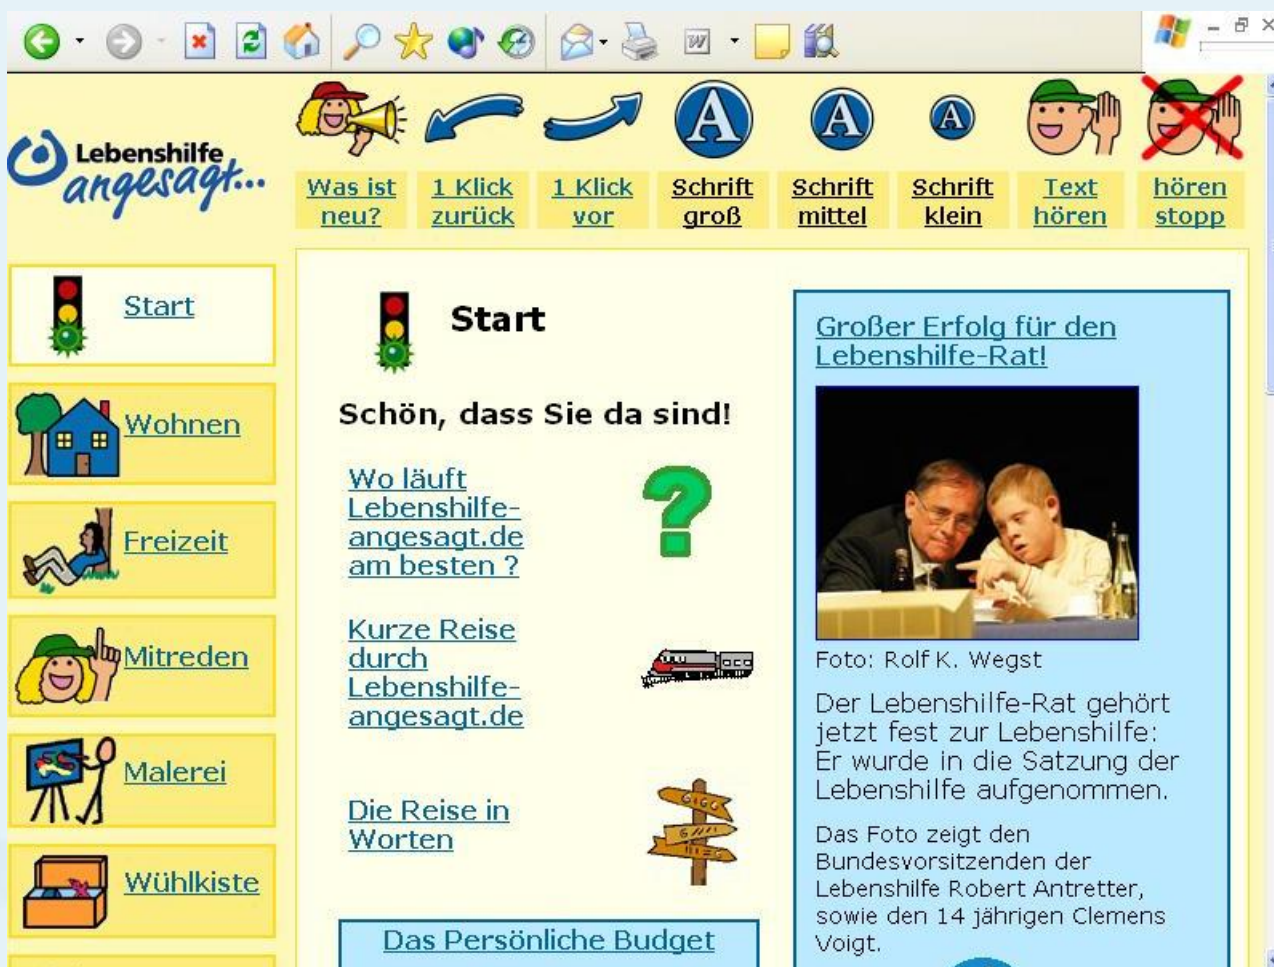 Lebenshilfe
angesagt...
Was ist
neu?
1 Klick
zurück
1 Klick
vor
A
Schrift
groß
A
Schrift
mittel
A
Schrift
klein
Text
hören
hören
stopp
Start
Wohnen
Freizeit
Mitreden
Malerei
Wühlkiste
Start
Schön, dass Sie da sind!
Wo läuft
Lebenshilfe-
angesagt.de
am besten ?
?
Kurze Reise
durch
Lebenshilfe-
angesagt.de
Die Reise in
Worten
Das Persönliche Budget
Großer Erfolg für den
Lebenshilfe-Rat!
Foto: Rolf K. Wegst
Der Lebenshilfe-Rat gehört
jetzt fest zur Lebenshilfe:
Er wurde in die Satzung der
Lebenshilfe aufgenommen.
Das Foto zeigt den
Bundesvorsitzenden der
Lebenshilfe Robert Antretter,
sowie den 14 jährigen Clemens
Voigt.